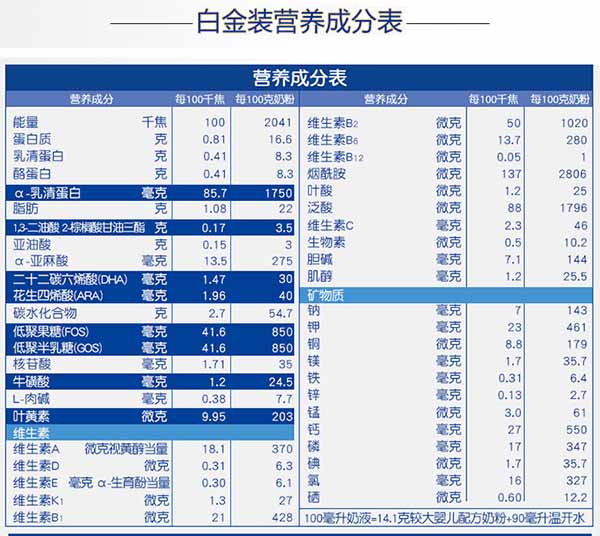 白金装营养成分表
营养成分表
营养成分 每100千焦 每100克奶粉
能量 千焦 100 2041
蛋白质 克 0.81 16.6
乳清蛋白 克 0.41 8.3
酪蛋白 克 0.41 8.3
α-乳清蛋白 毫克 85.7 1750
脂肪 克 1.08 22
1,3-二油酸 2-棕榈酸甘油三酯 克 0.17 3.5
亚油酸 克 0.15 3
α-亚麻酸 毫克 13.5 275
二十二碳六烯酸(DHA) 毫克 1.47 30
花生四烯酸(ARA) 毫克 1.96 40
碳水化合物 克 2.7 54.7
低聚果糖(FOS) 毫克 41.6 850
低聚半乳糖(GOS) 毫克 41.6 850
核苷酸 毫克 1.71 35
牛磺酸 毫克 1.2 24.5
L-肉碱 毫克 0.38 7.7
叶黄素 微克 9.95 203
维生素
维生素A 微克视黄醇当量 18.1 370
维生素D 微克 0.31 6.3
维生素E 毫克 α-生育酚当量 0.30 6.1
维生素K1 微克 1.3 27
维生素B1 微克 21 428
营养成分 每100千焦 每100克奶粉
维生素B2 微克 50 1020
维生素B6 微克 13.7 280
维生素B12 微克 0.05 1
烟酰胺 微克 137 2806
叶酸 微克 1.2 25
泛酸 微克 88 1796
维生素C 毫克 2.3 46
生物素 微克 0.5 10.2
胆碱 毫克 7.1 144
肌醇 毫克 1.2 25.5
矿物质
钠 毫克 7 143
钾 毫克 23 461
铜 微克 8.8 179
镁 毫克 1.7 35.7
铁 毫克 0.31 6.4
锌 毫克 0.13 2.7
锰 微克 3.0 61
钙 毫克 27 550
磷 毫克 17 347
碘 微克 1.7 35.7
氯 毫克 16 327
硒 微克 0.60 12.2
100毫升奶液=14.1克较大婴儿配方奶粉+90毫升温开水